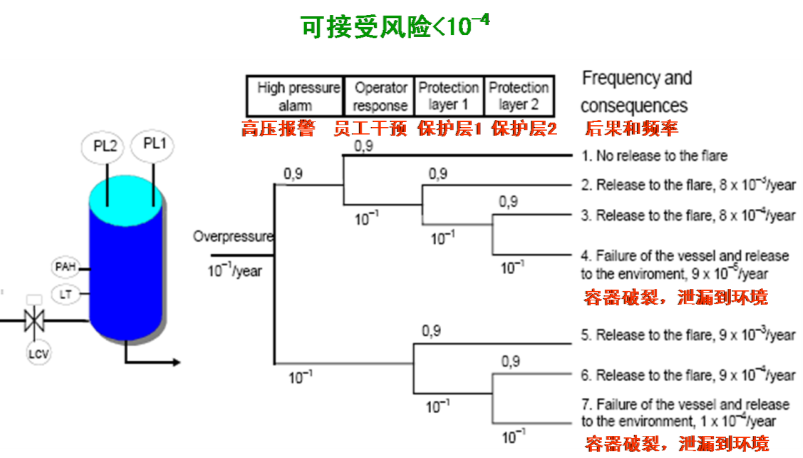 可接受风险<10⁻⁴
High pressure alarm
Operator response
Protection layer 1
Protection layer 2
Frequency and
consequences
高压报警 员工干预 保护层1 保护层2 后果和频率
PL2
PL1
PAH
LT
LCV
Overpressure
10⁻¹/year
0,9
0,9
10⁻¹
0,9
10⁻¹
0,9
10⁻¹
10⁻¹
0,9
10⁻¹
0,9
10⁻¹
1. No release to the flare
2. Release to the flare, 8 x 10⁻³/year
3. Release to the flare, 8 x 10⁻⁴/year
4. Failure of the vessel and release
to the enviroment, 9 x 10⁻⁵/year
容器破裂，泄漏到环境
5. Release to the flare, 9 x 10⁻³/year
6. Release to the flare, 9 x 10⁻⁴/year
7. Failure of the vessel and release
to the environment, 1 x 10⁻⁴/year
容器破裂，泄漏到环境